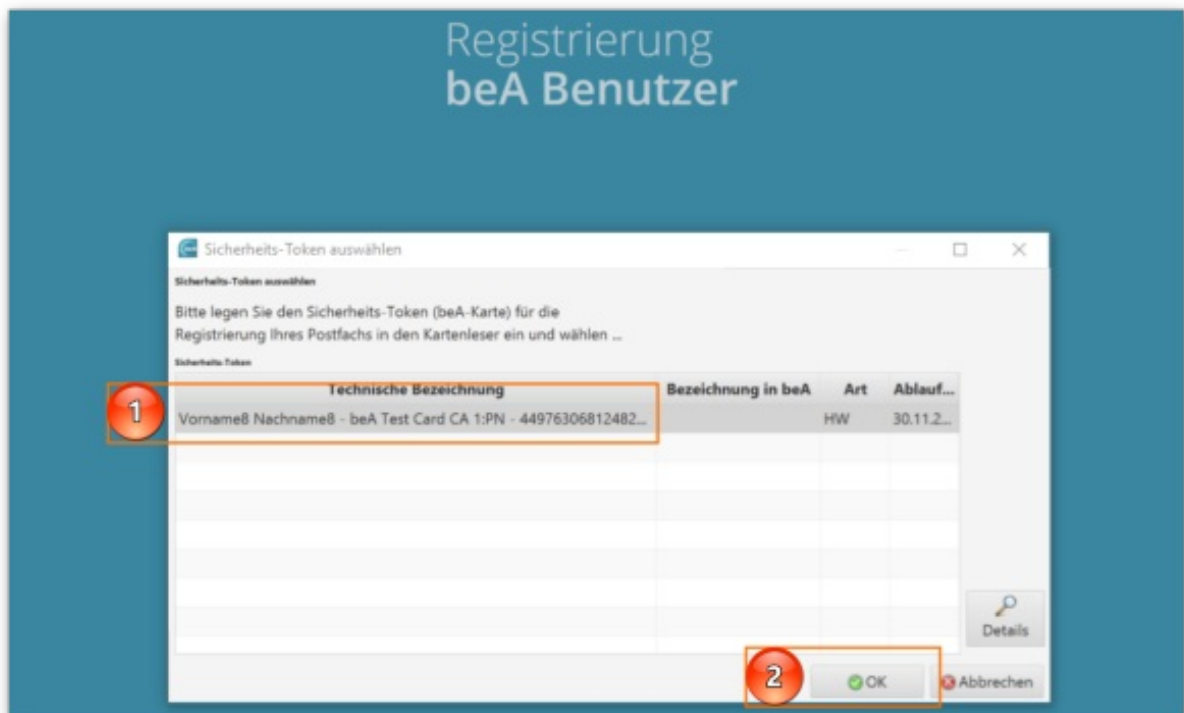 Registrierung
beA Benutzer
Sicherheits-Token auswählen
Sicherheits-Token auswählen
Bitte legen Sie den Sicherheits-Token (beA-Karte) für die
Registrierung Ihres Postfachs in den Kartenleser ein und wählen ...
Sicherheits-Token
Technische Bezeichnung Bezeichnung in beA Art Ablauf...
1
Vorname8 Nachname8 - beA Test Card CA 1:PN - 44976306812482... HW 30.11.2...
Details
2
OK Abbrechen